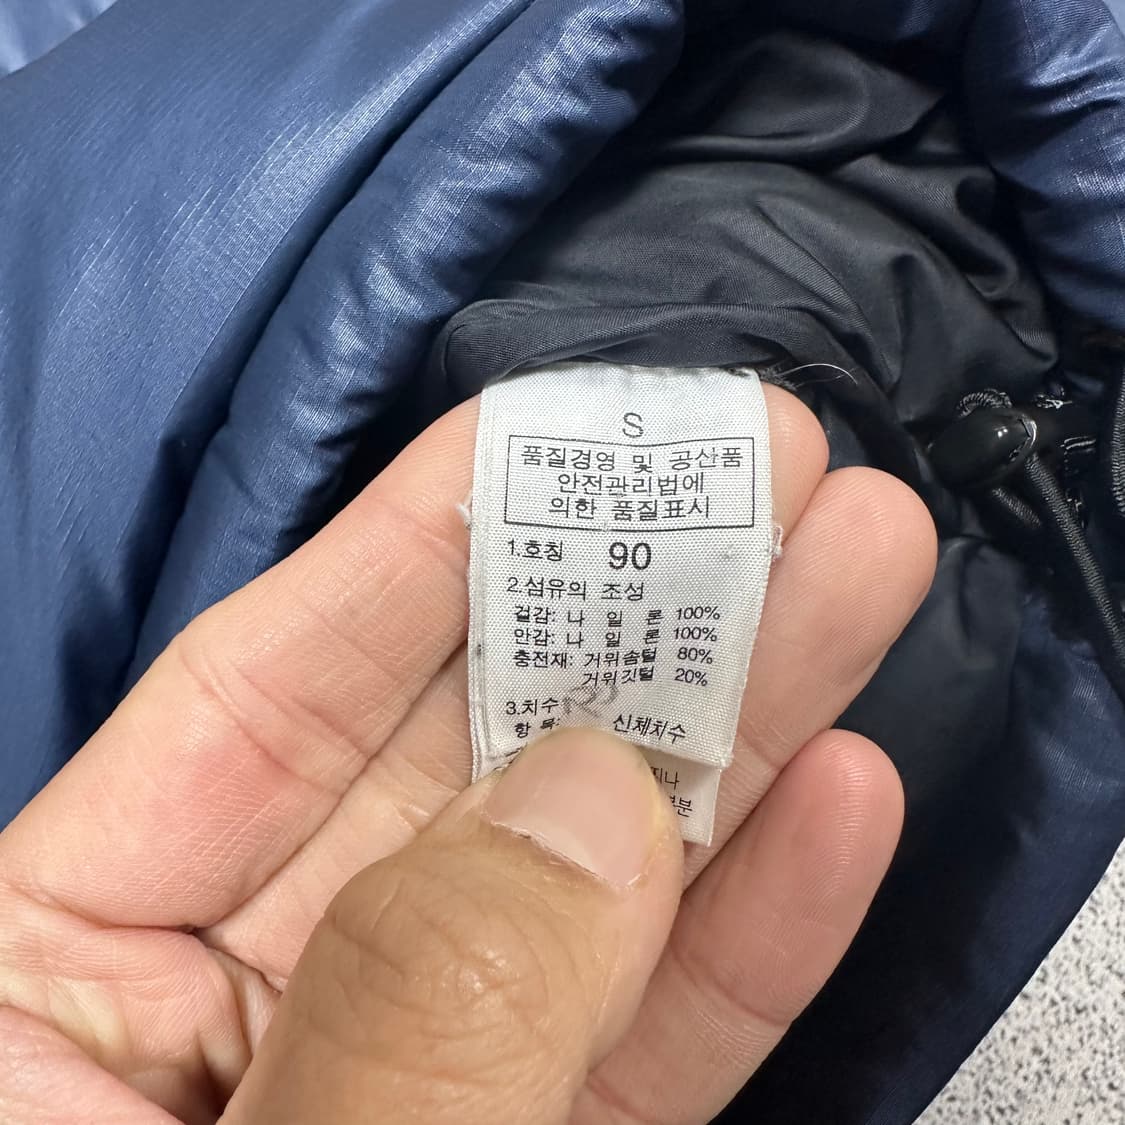 S
품질경영 및 공산품
안전관리법에
의한 품질표시
1.호칭 90
2.섬유의 조성
겉감: 나 일 론 100%
안감: 나 일 론 100%
충전재: 거위솜털 80%
거위깃털 20%
3.치수
항 목: 신체치수